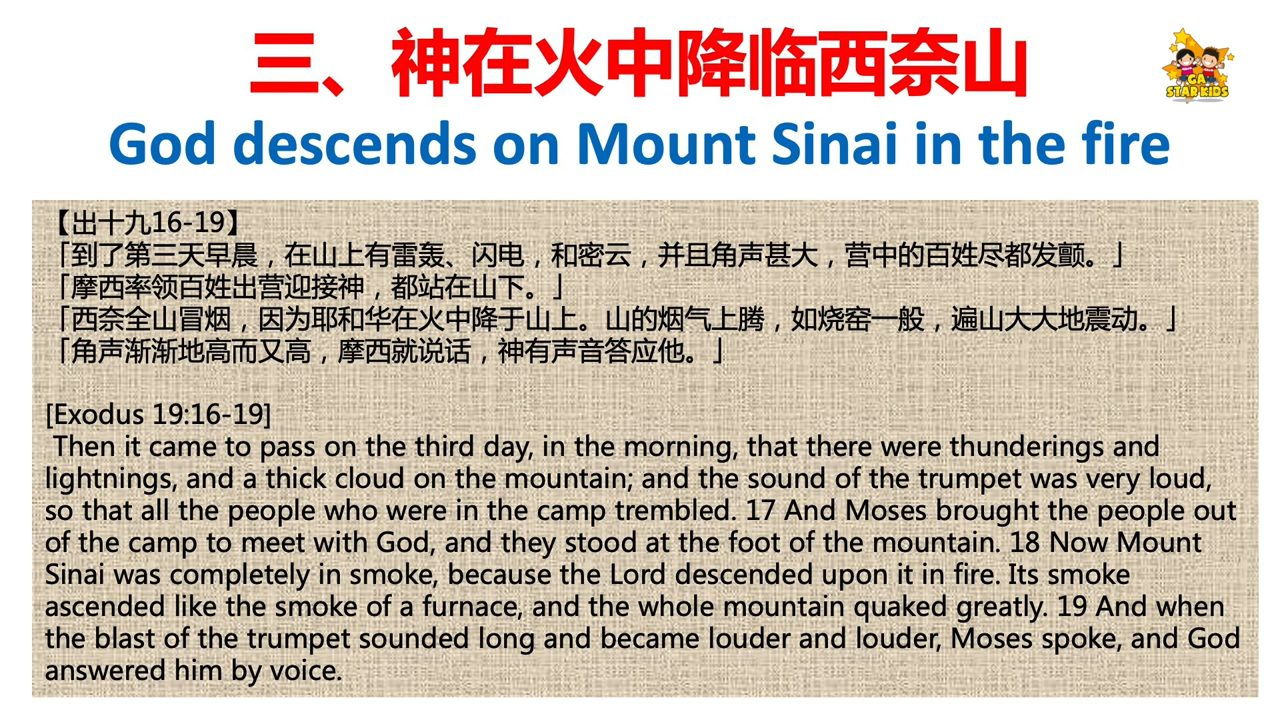 三、神在火中降临西奈山
GA
STAR KIDS
God descends on Mount Sinai in the fire
【出十九16-19】
「到了第三天早晨，在山上有雷轰、闪电，和密云，并且角声甚大，营中的百姓尽都发颤。」
「摩西率领百姓出营迎接神，都站在山下。」
「西奈全山冒烟，因为耶和华在火中降于山上。山的烟气上腾，如烧窑一般，遍山大大地震动。」
「角声渐渐地高而又高，摩西就说话，神有声音答应他。」
[Exodus 19:16-19]
Then it came to pass on the third day, in the morning, that there were thunderings and
lightnings, and a thick cloud on the mountain; and the sound of the trumpet was very loud,
so that all the people who were in the camp trembled. 17 And Moses brought the people out
of the camp to meet with God, and they stood at the foot of the mountain. 18 Now Mount
Sinai was completely in smoke, because the Lord descended upon it in fire. Its smoke
ascended like the smoke of a furnace, and the whole mountain quaked greatly. 19 And when
the blast of the trumpet sounded long and became louder and louder, Moses spoke, and God
answered him by voice.